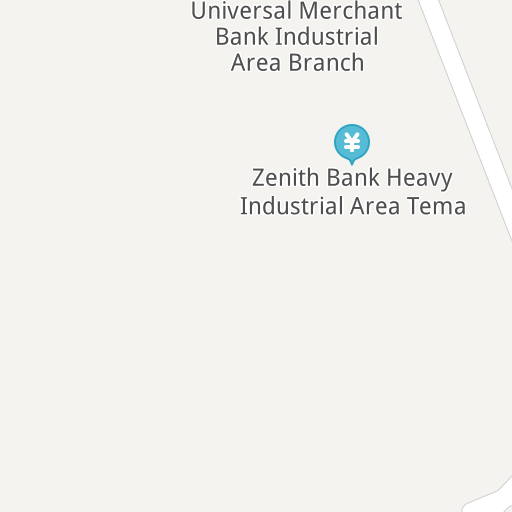 Universal Merchant
Bank Industrial
Area Branch
¥
Zenith Bank Heavy
Industrial Area Tema